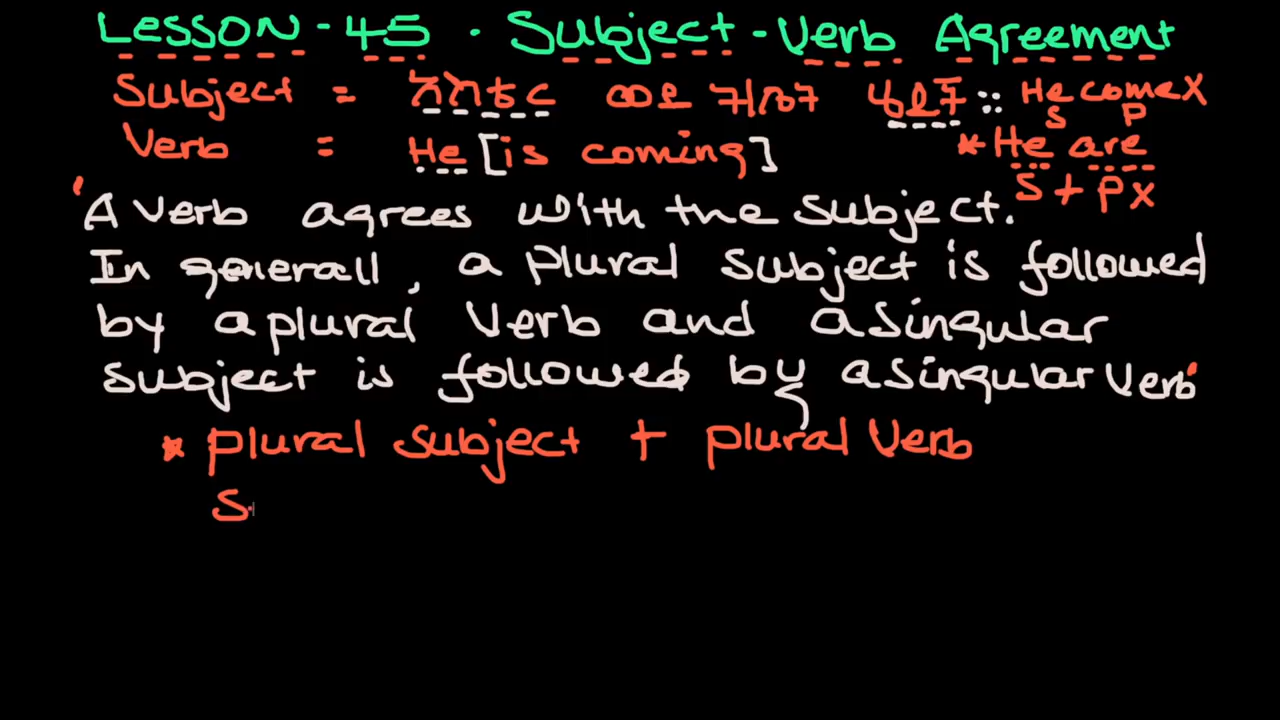 LESSON - 45 · Subject - Verb Agreement
Subject = ወይ He come X
S P
Verb = He [is coming] * He are
S + P X
'A verb agrees with the subject.
In generall, a plural subject is followed
by a plural verb and a singular
subject is followed by a singular verb'
* plural subject + plural verb
S